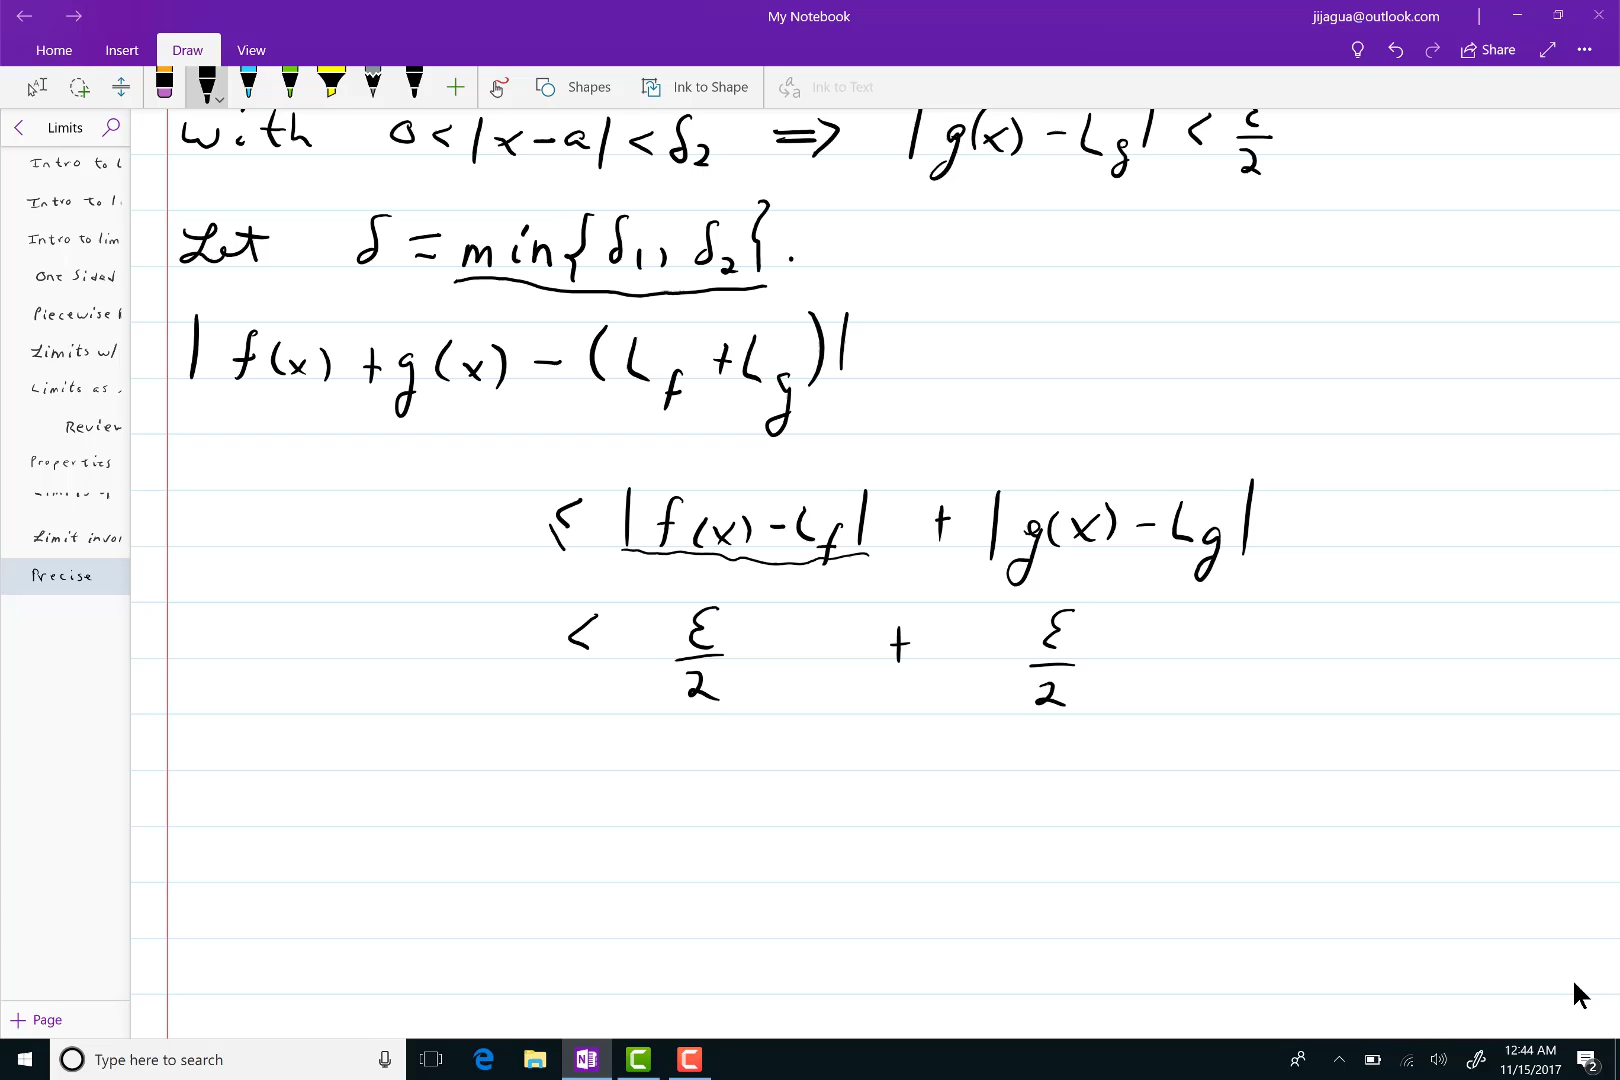 My Notebook
jijagua@outlook.com
Home Insert Draw View
Share
Shapes Ink to Shape Ink to Text
Limits
Intro to L
Intro to l
Intro to lim
One Sided
Piecewise
Limits w/
Limits as
Review
Properties
Limit invol
Precise
+ Page
with 0 < |x - a| < δ₂ ⟹ |g(x) - L_g| < ε/2
Let δ = min{δ₁, δ₂}.
|f(x) + g(x) - (L_f + L_g)|
≤ |f(x) - L_f| + |g(x) - L_g|
< ε/2 + ε/2
Type here to search
12:44 AM
11/15/2017
2